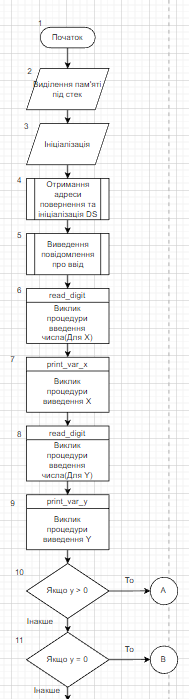 1
Початок
2
Виділення пам'яті
під стек
3
Ініціалізація
4
Отримання
адреси
повернення та
ініціалізація DS
5
Виведення
повідомлення
про ввід
6
read_digit
Виклик
процедури
введення
числа(Для X)
7
print_var_x
Виклик
процедури
виведення X
8
read_digit
Виклик
процедури
введення
числа(Для Y)
9
print_var_y
Виклик
процедури
виведення Y
10
Якщо y > 0
То
A
Інакше
11
Якщо y = 0
То
B
Інакше